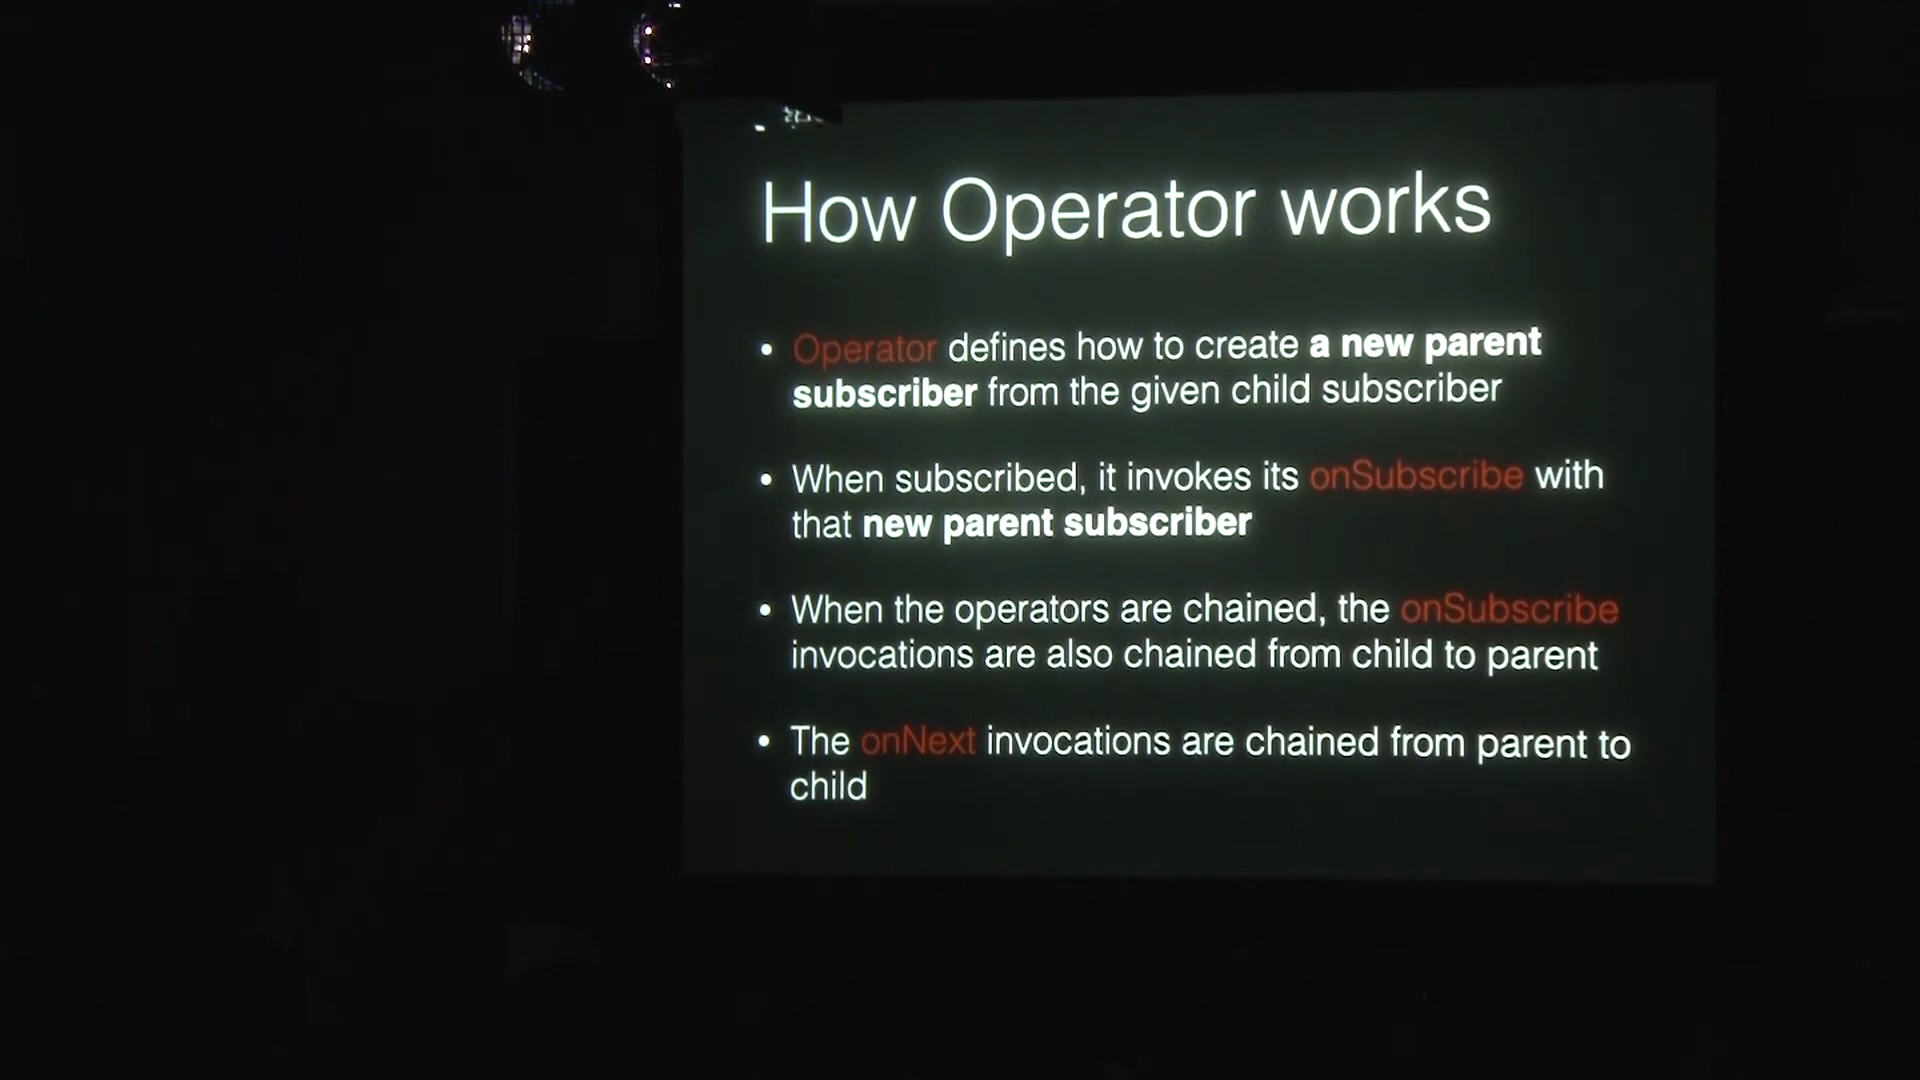 How Operator works
• Operator defines how to create a new parent
subscriber from the given child subscriber
• When subscribed, it invokes its onSubscribe with
that new parent subscriber
• When the operators are chained, the onSubscribe
invocations are also chained from child to parent
• The onNext invocations are chained from parent to
child